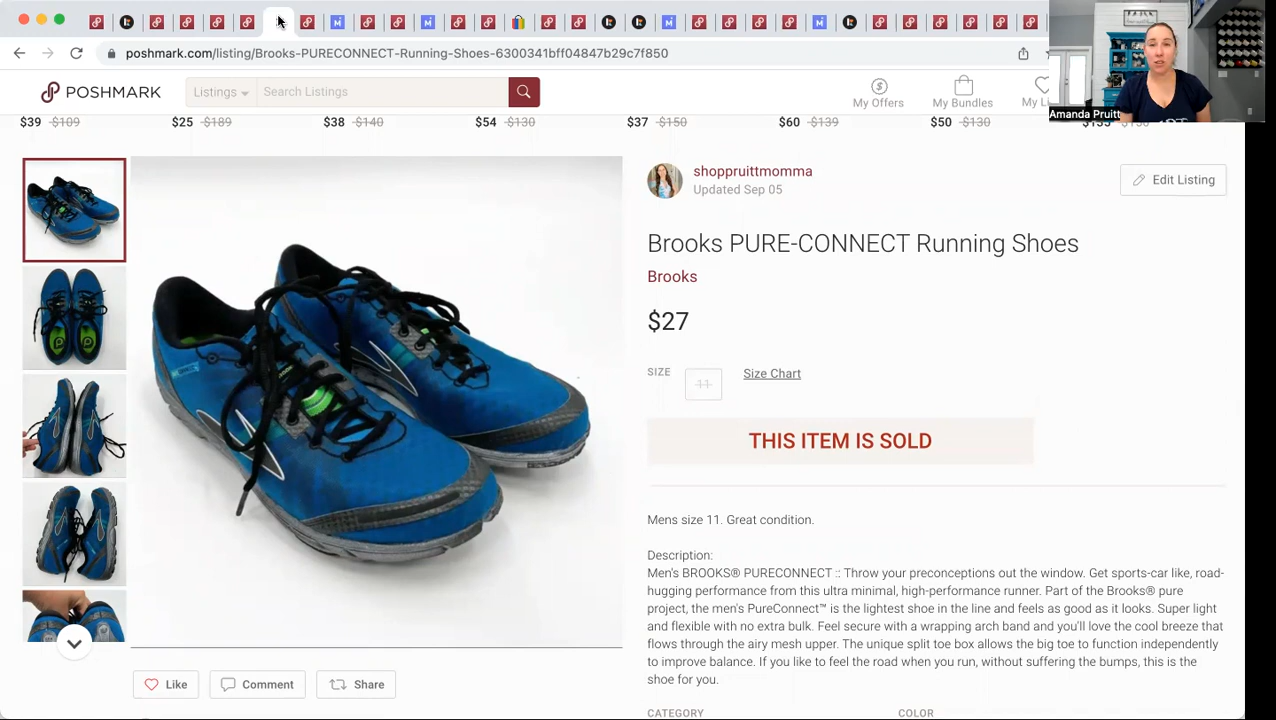 poshmark.com/listing/Brooks-PURECONNECT-Running-Shoes-6300341fff04847b29c7f850
POSHMARK
Listings
Search Listings
My Offers
My Bundles
My Li
Amanda Pruitt
$39 $109
$25 $189
$38 $140
$54 $130
$37 $150
$60 $139
$50 $130
shoppruittmomma
Updated Sep 05
Edit Listing
Brooks PURE-CONNECT Running Shoes
Brooks
$27
SIZE
11
Size Chart
THIS ITEM IS SOLD
Mens size 11. Great condition.
Description:
Men's BROOKS® PURECONNECT :: Throw your preconceptions out the window. Get sports-car like, road-
hugging performance from this ultra minimal, high-performance runner. Part of the Brooks® pure
project, the men's PureConnect™ is the lightest shoe in the line and feels as good as it looks. Super light
and flexible with no extra bulk. Feel secure with a wrapping arch band and you'll love the cool breeze that
flows through the airy mesh upper. The unique split toe box allows the big toe to function independently
to improve balance. If you like to feel the road when you run, without suffering the bumps, this is the
shoe for you.
Like
Comment
Share
CATEGORY
COLOR